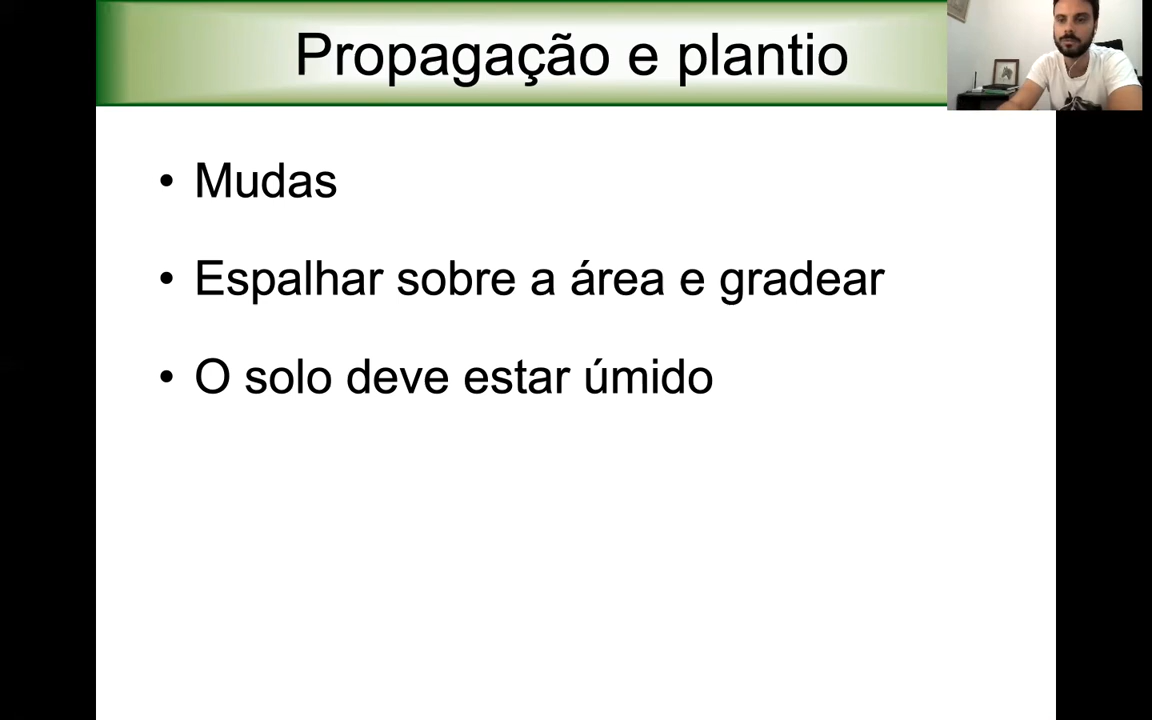 Propagação e plantio
• Mudas
• Espalhar sobre a área e gradear
• O solo deve estar úmido